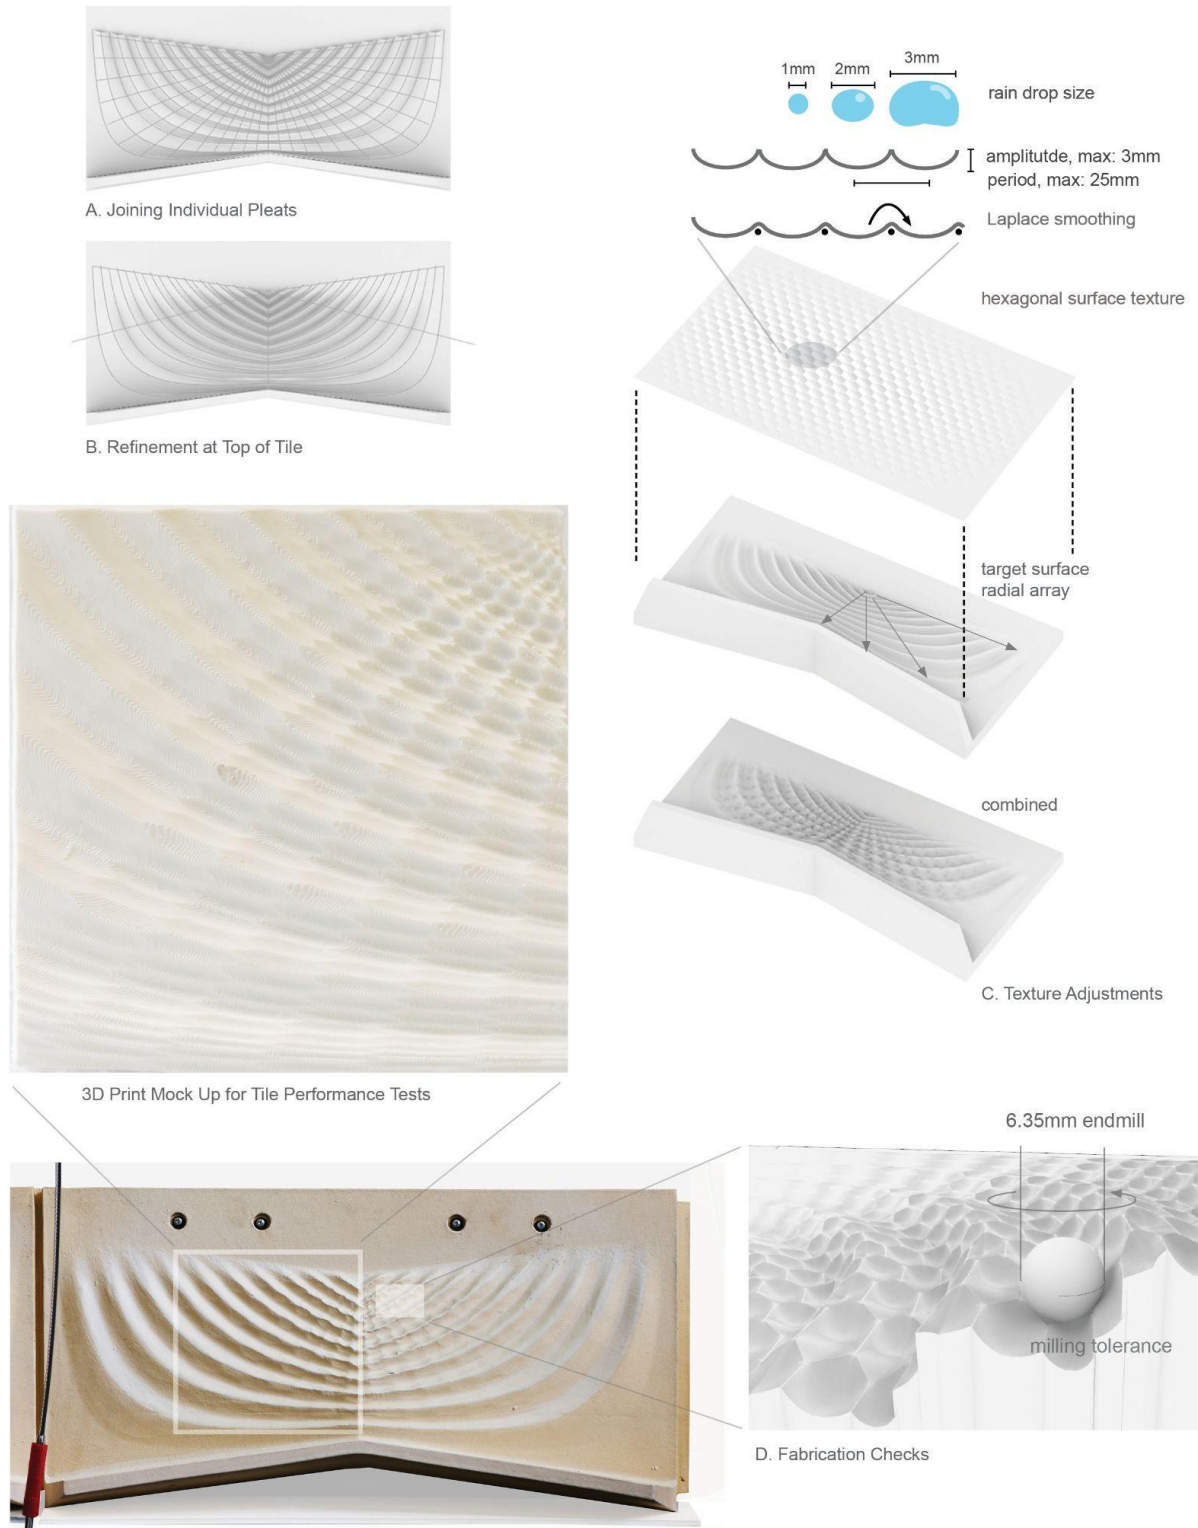 A. Joining Individual Pleats
B. Refinement at Top of Tile
1mm
2mm
3mm
rain drop size
amplitutde, max: 3mm
period, max: 25mm
Laplace smoothing
hexagonal surface texture
target surface
radial array
combined
C. Texture Adjustments
3D Print Mock Up for Tile Performance Tests
6.35mm endmill
milling tolerance
D. Fabrication Checks